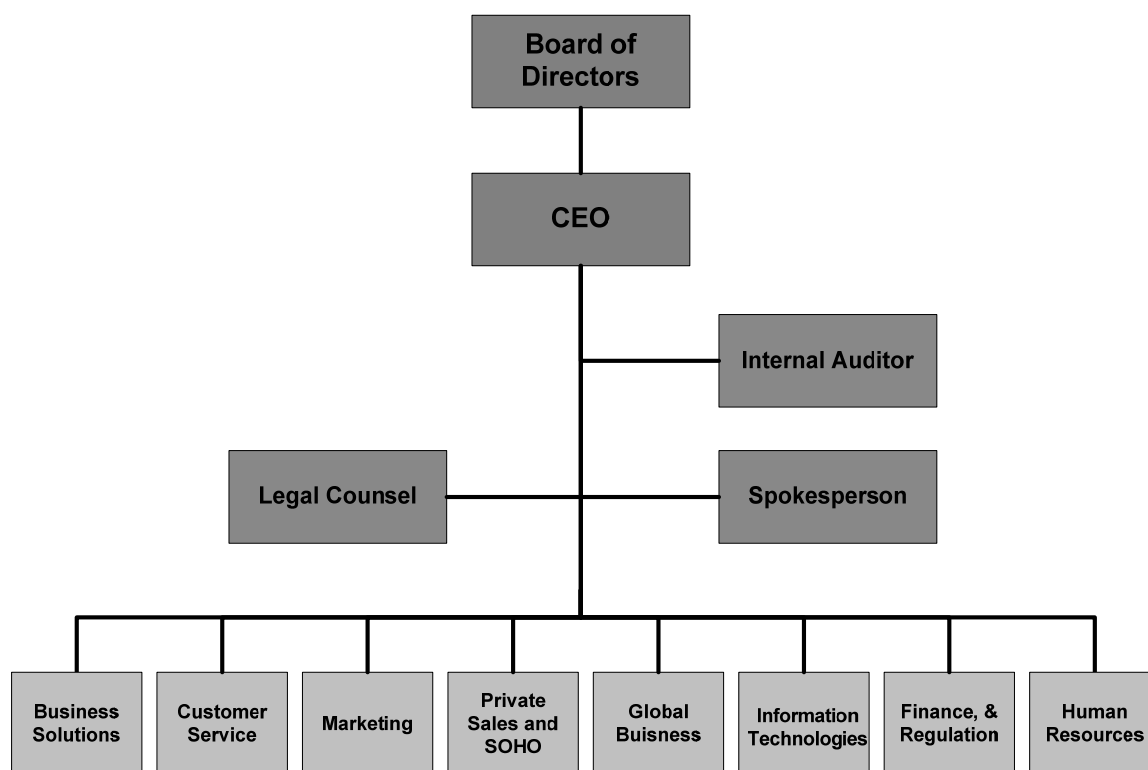 Board of
Directors
CEO
Internal Auditor
Legal Counsel
Spokesperson
Business
Solutions
Customer
Service
Marketing
Private
Sales and
SOHO
Global
Buisness
Information
Technologies
Finance, &
Regulation
Human
Resources